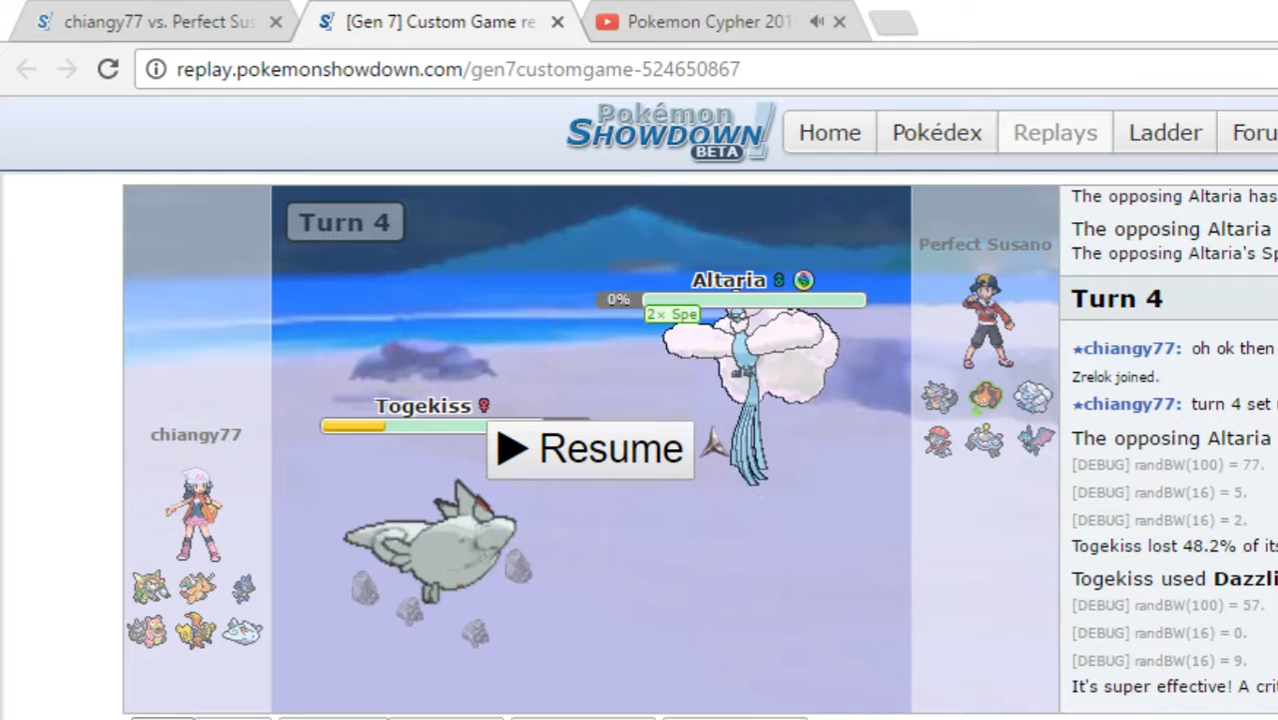 chiangy77 vs. Perfect Sus
[Gen 7] Custom Game re
Pokemon Cypher 201
replay.pokemonshowdown.com/gen7customgame-524650867
Pokémon
SHOWDOWN!
BETA
Home
Pokédex
Replays
Ladder
Foru
Turn 4
chiangy77
Togekiss
Resume
Altaria
0%
2× Spe
Perfect Susano
The opposing Altaria has
The opposing Altaria
The opposing Altaria's Sp
Turn 4
★chiangy77: oh ok then
Zrelok joined.
★chiangy77: turn 4 set
The opposing Altaria
[DEBUG] randBW(100) = 77.
[DEBUG] randBW(16) = 5.
[DEBUG] randBW(16) = 2.
Togekiss lost 48.2% of its
Togekiss used Dazzli
[DEBUG] randBW(100) = 57.
[DEBUG] randBW(16) = 0.
[DEBUG] randBW(16) = 9.
It's super effective! A crit